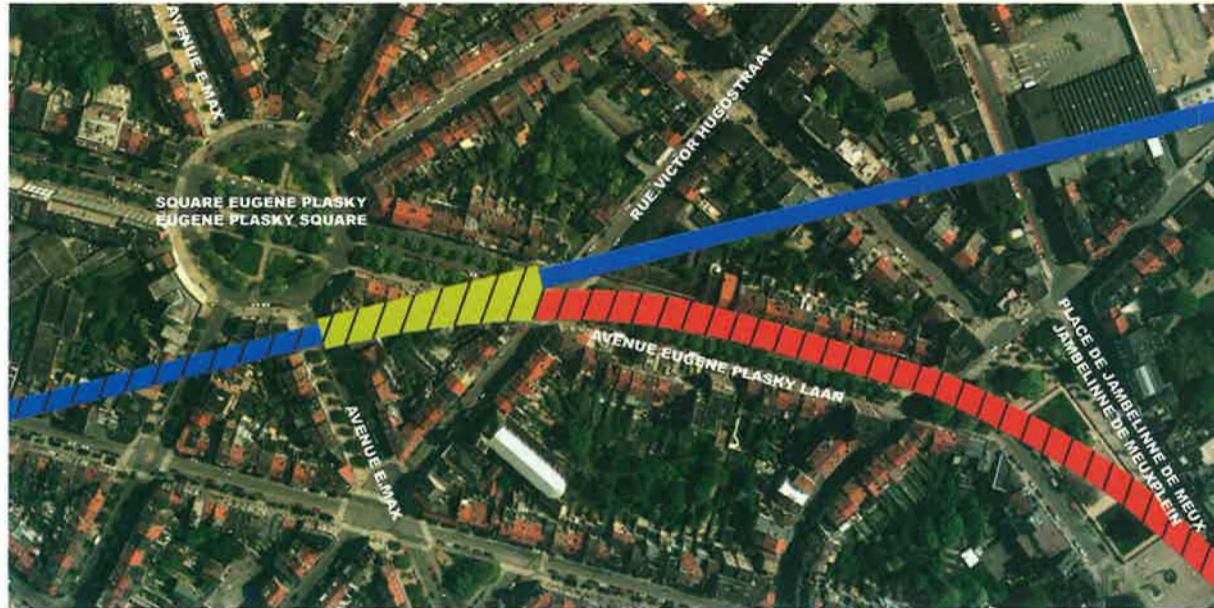 AVENUE E.MAX
SQUARE EUGENE PLASKY
EUGENE PLASKY SQUARE
RUE VICTOR HUGOSTRAAT
AVENUE EUGENE PLASKY LAAN
AVENUE E.MAX
PLACE DE JAMBELINNE DE MEUX
JAMBELINNE DE MEUXPLEIN